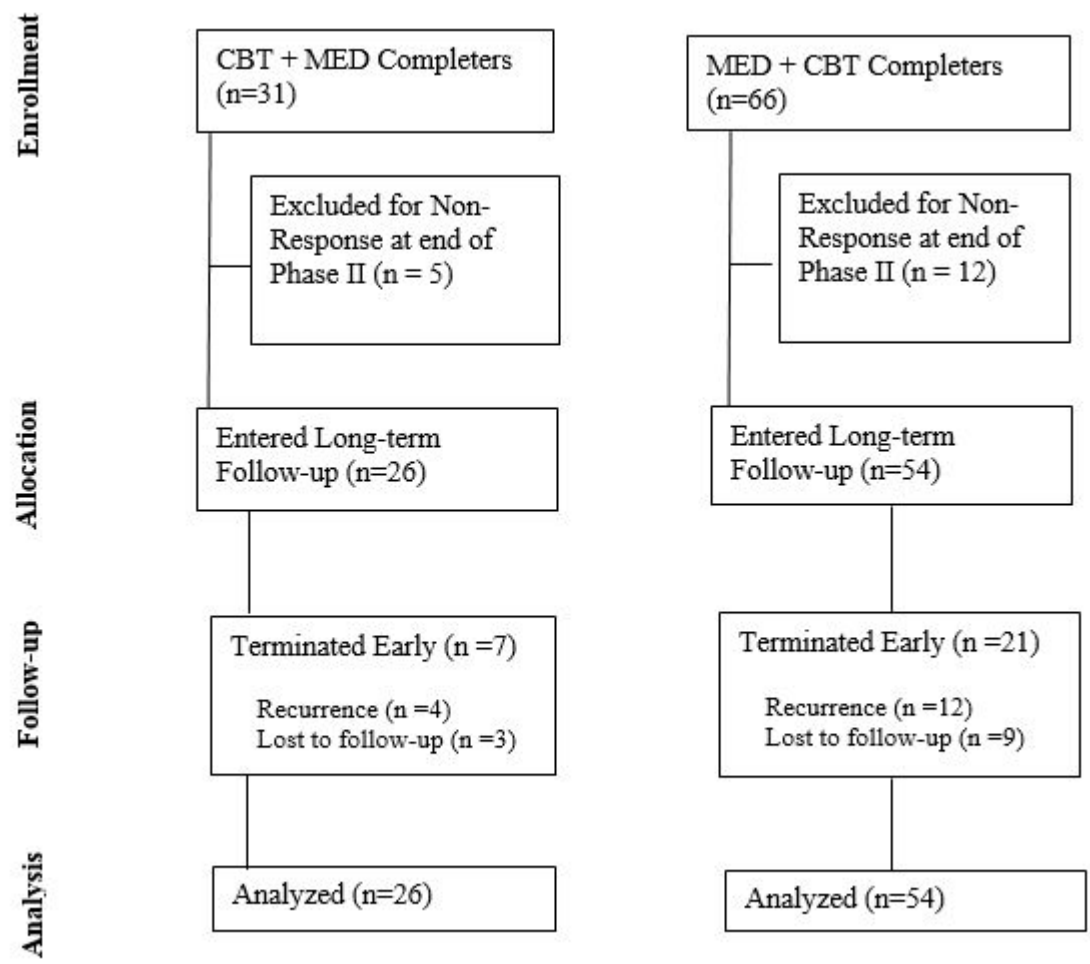 Enrollment
CBT + MED Completers
(n=31)
MED + CBT Completers
(n=66)
Excluded for Non-
Response at end of
Phase II (n = 5)
Excluded for Non-
Response at end of
Phase II (n = 12)
Allocation
Entered Long-term
Follow-up (n=26)
Entered Long-term
Follow-up (n=54)
Follow-up
Terminated Early (n =7)
Recurrence (n =4)
Lost to follow-up (n =3)
Terminated Early (n =21)
Recurrence (n =12)
Lost to follow-up (n =9)
Analysis
Analyzed (n=26)
Analyzed (n=54)